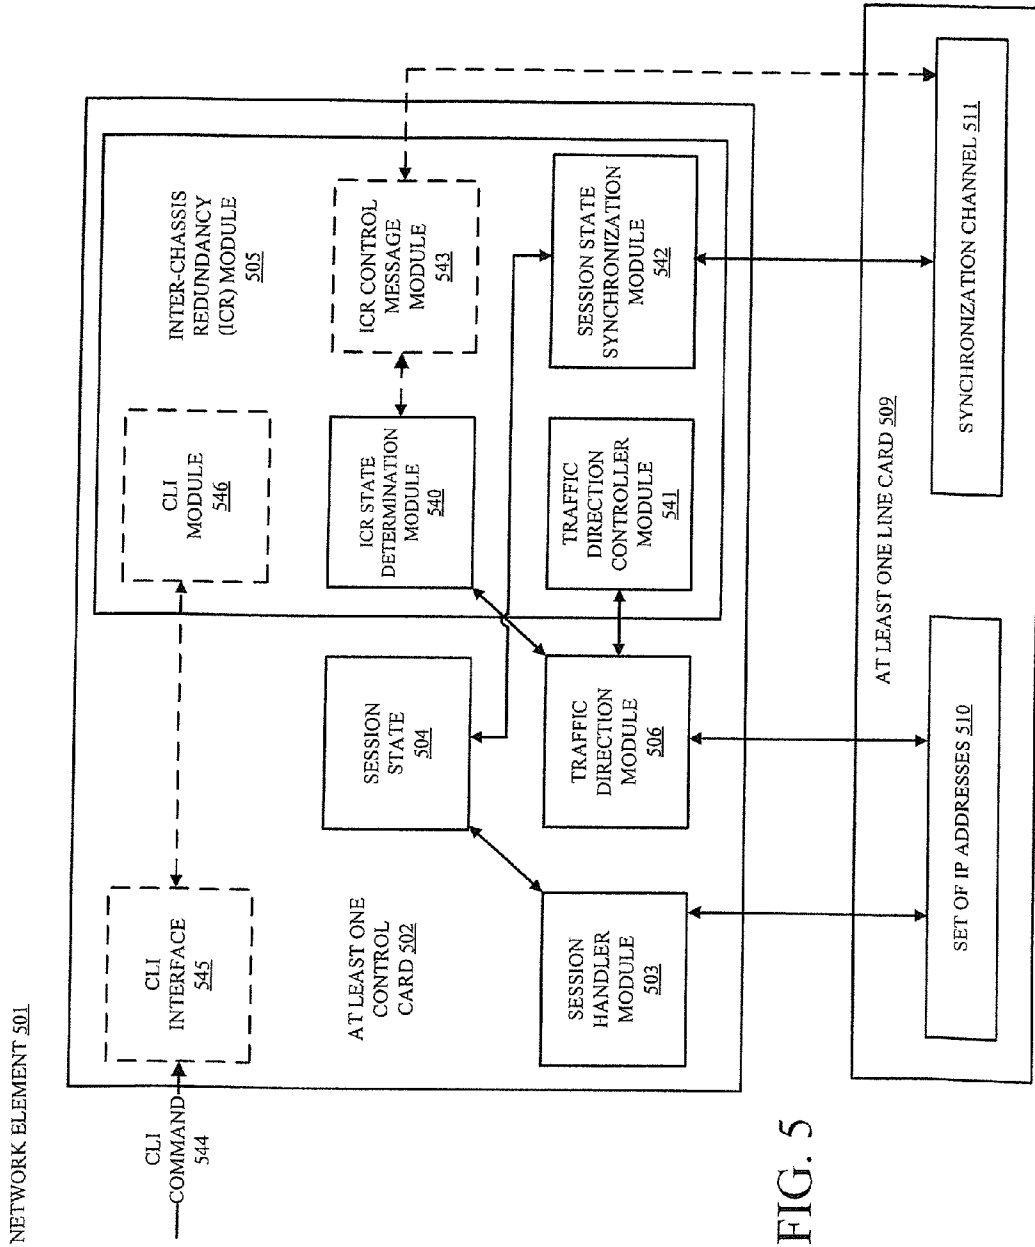 NETWORK ELEMENT 501
CLI
COMMAND
544
CLI
INTERFACE
545
CLI
MODULE
546
INTER-CHASSIS
REDUNDANCY
(ICR) MODULE
505
AT LEAST ONE
CONTROL
CARD 502
SESSION
STATE
504
ICR STATE
DETERMINATION
MODULE
540
ICR CONTROL
MESSAGE
MODULE
543
SESSION
HANDLER
MODULE
503
TRAFFIC
DIRECTION
MODULE
506
TRAFFIC
DIRECTION
CONTROLLER
MODULE
541
SESSION STATE
SYNCHRONIZATION
MODULE
542
AT LEAST ONE LINE CARD 509
SET OF IP ADDRESSES 510
SYNCHRONIZATION CHANNEL 511
FIG. 5